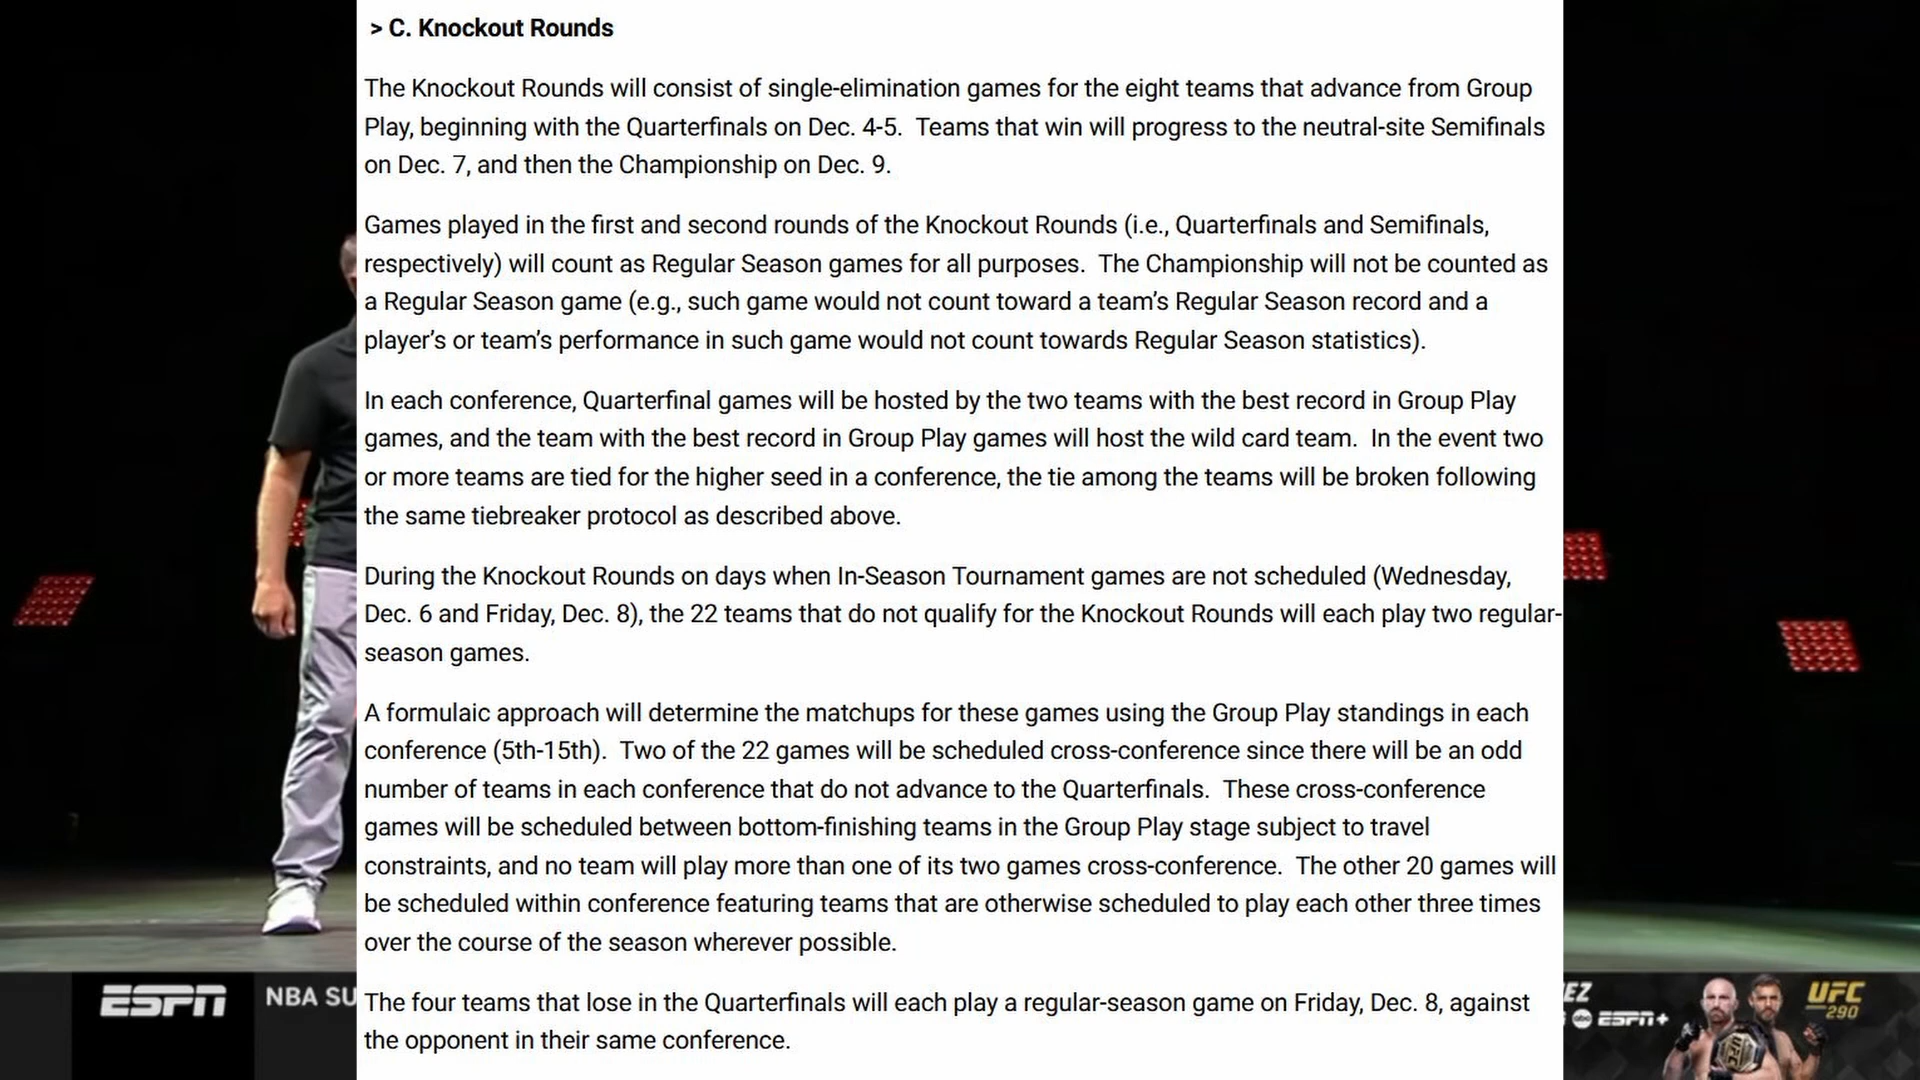 > C. Knockout Rounds
The Knockout Rounds will consist of single-elimination games for the eight teams that advance from Group
Play, beginning with the Quarterfinals on Dec. 4-5.  Teams that win will progress to the neutral-site Semifinals
on Dec. 7, and then the Championship on Dec. 9.
Games played in the first and second rounds of the Knockout Rounds (i.e., Quarterfinals and Semifinals,
respectively) will count as Regular Season games for all purposes.  The Championship will not be counted as
a Regular Season game (e.g., such game would not count toward a team’s Regular Season record and a
player’s or team’s performance in such game would not count towards Regular Season statistics).
In each conference, Quarterfinal games will be hosted by the two teams with the best record in Group Play
games, and the team with the best record in Group Play games will host the wild card team.  In the event two
or more teams are tied for the higher seed in a conference, the tie among the teams will be broken following
the same tiebreaker protocol as described above.
During the Knockout Rounds on days when In-Season Tournament games are not scheduled (Wednesday,
Dec. 6 and Friday, Dec. 8), the 22 teams that do not qualify for the Knockout Rounds will each play two regular-
season games.
A formulaic approach will determine the matchups for these games using the Group Play standings in each
conference (5th-15th).  Two of the 22 games will be scheduled cross-conference since there will be an odd
number of teams in each conference that do not advance to the Quarterfinals.  These cross-conference
games will be scheduled between bottom-finishing teams in the Group Play stage subject to travel
constraints, and no team will play more than one of its two games cross-conference.  The other 20 games will
be scheduled within conference featuring teams that are otherwise scheduled to play each other three times
over the course of the season wherever possible.
The four teams that lose in the Quarterfinals will each play a regular-season game on Friday, Dec. 8, against
the opponent in their same conference.
ESPN
NBA SU
EZ
abc ESPN+
UFC
290